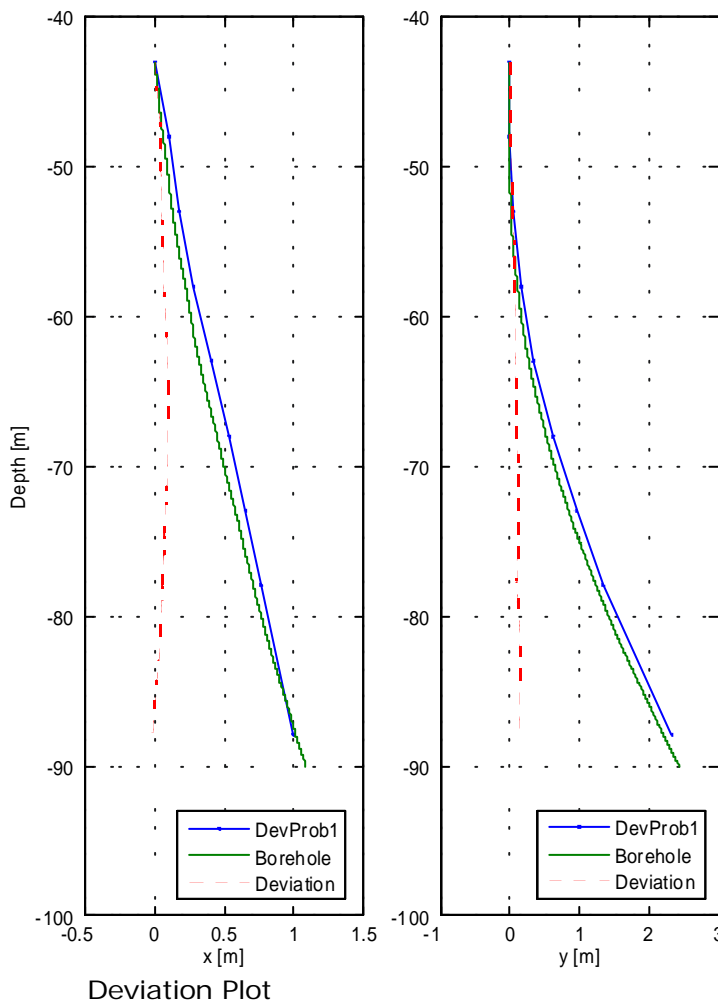 -40
-50
-60
-70
-80
-90
-100
Depth [m]
-0.5 0 0.5 1 1.5
x [m]
DevProb1
Borehole
Deviation
-40
-50
-60
-70
-80
-90
-100
-1 0 1 2 3
y [m]
DevProb1
Borehole
Deviation
Deviation Plot